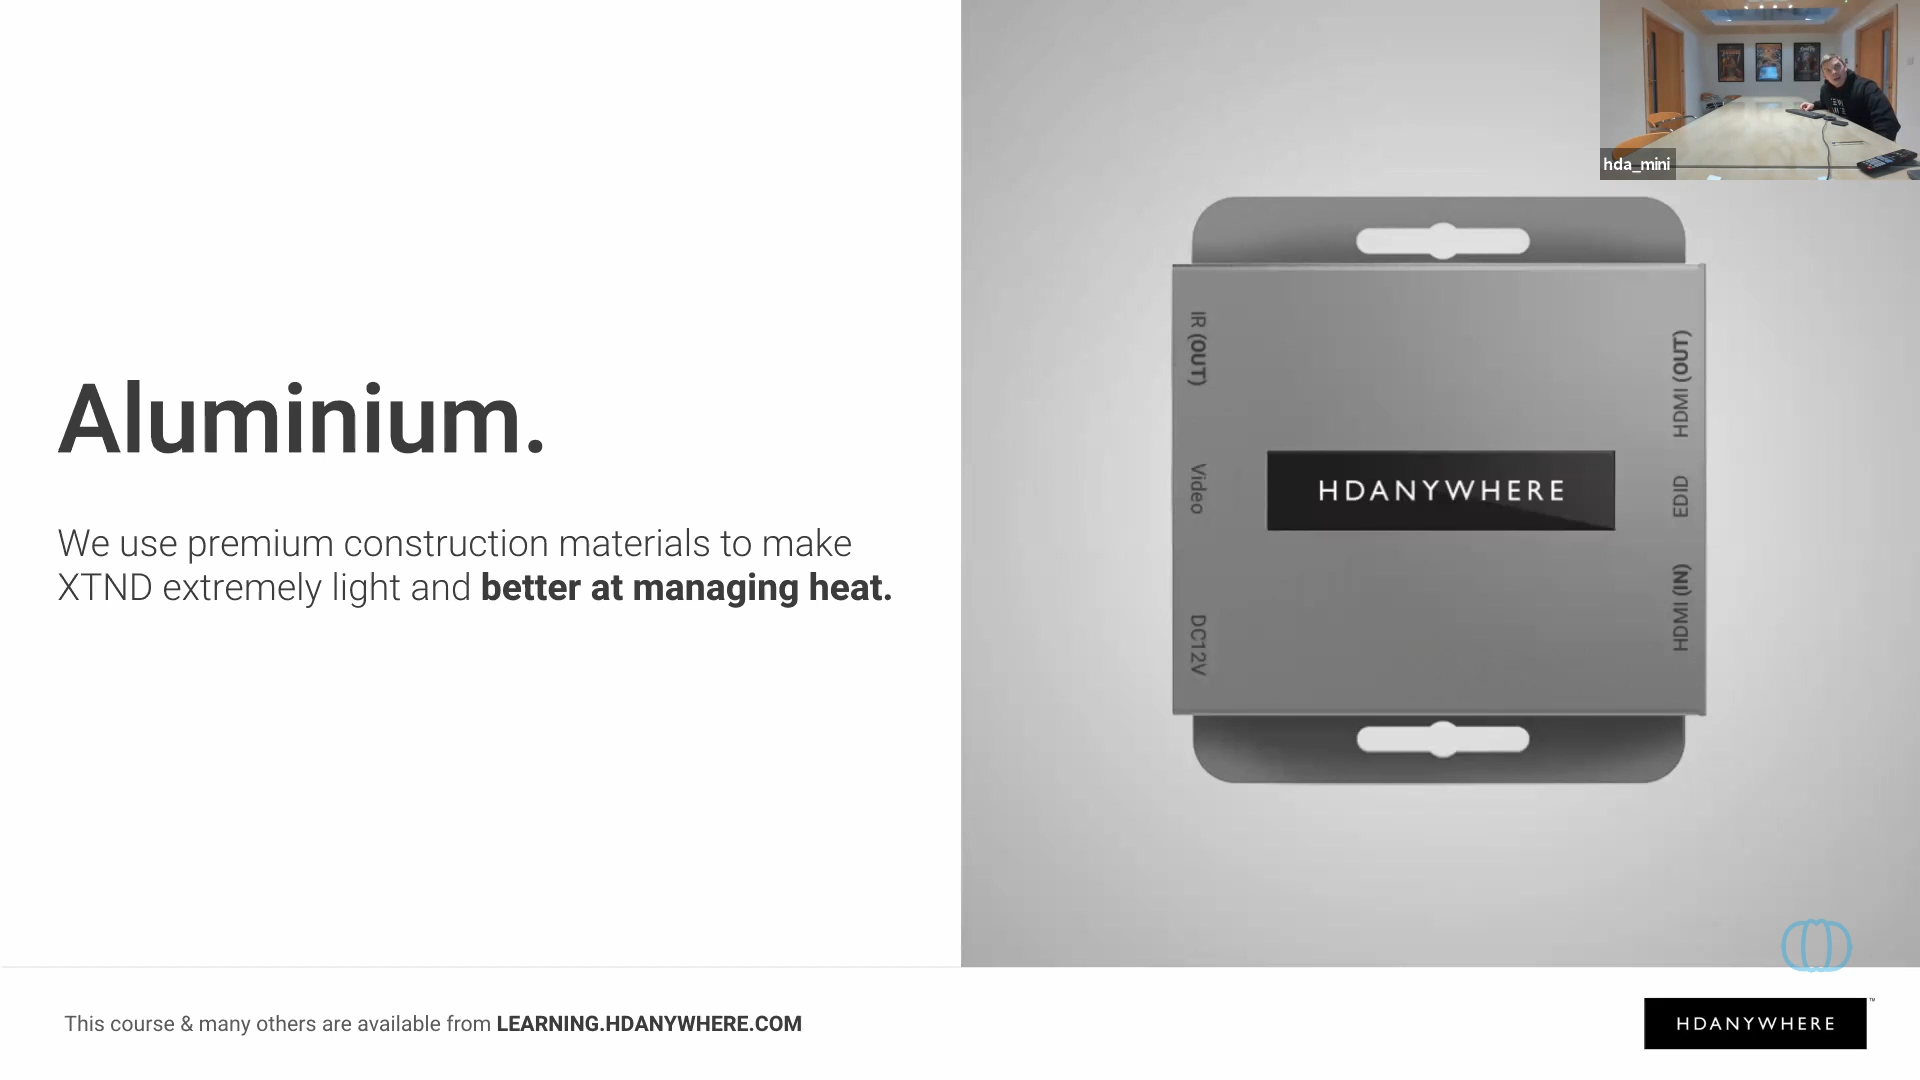 hda_mini
Aluminium.
We use premium construction materials to make
XTND extremely light and better at managing heat.
IR (OUT)
Video
DC12V
HDANYWHERE
HDMI (OUT)
EDID
HDMI (IN)
This course & many others are available from LEARNING.HDANYWHERE.COM
HDANYWHERE™